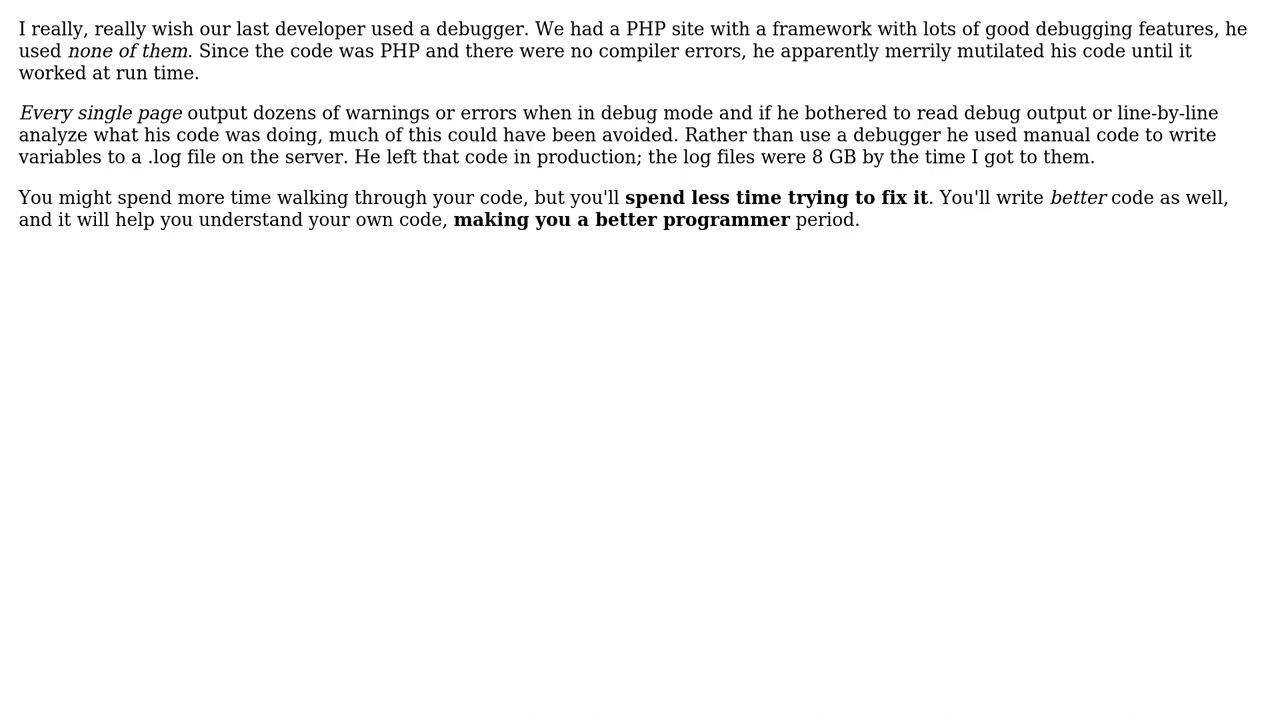 I really, really wish our last developer used a debugger. We had a PHP site with a framework with lots of good debugging features, he
used none of them. Since the code was PHP and there were no compiler errors, he apparently merrily mutilated his code until it
worked at run time.
Every single page output dozens of warnings or errors when in debug mode and if he bothered to read debug output or line-by-line
analyze what his code was doing, much of this could have been avoided. Rather than use a debugger he used manual code to write
variables to a .log file on the server. He left that code in production; the log files were 8 GB by the time I got to them.
You might spend more time walking through your code, but you'll spend less time trying to fix it. You'll write better code as well,
and it will help you understand your own code, making you a better programmer period.